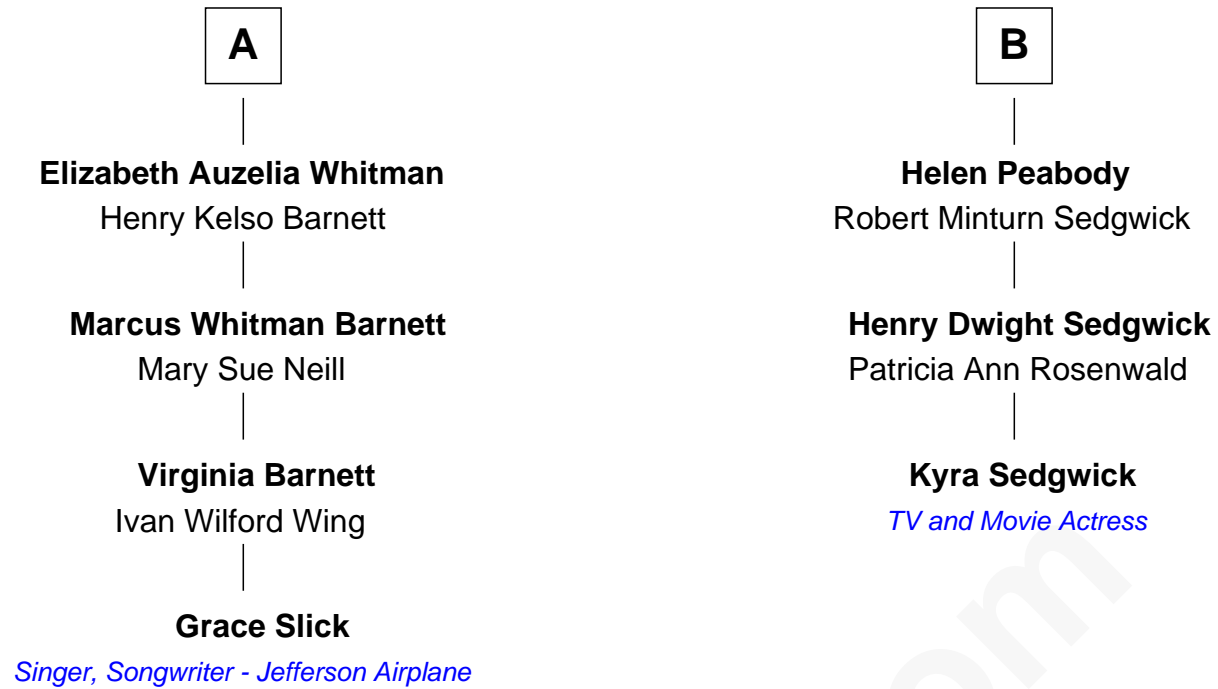 A
Elizabeth Auzelia Whitman
Henry Kelso Barnett
Marcus Whitman Barnett
Mary Sue Neill
Virginia Barnett
Ivan Wilford Wing
Grace Slick
Singer, Songwriter - Jefferson Airplane
B
Helen Peabody
Robert Minturn Sedgwick
Henry Dwight Sedgwick
Patricia Ann Rosenwald
Kyra Sedgwick
TV and Movie Actress